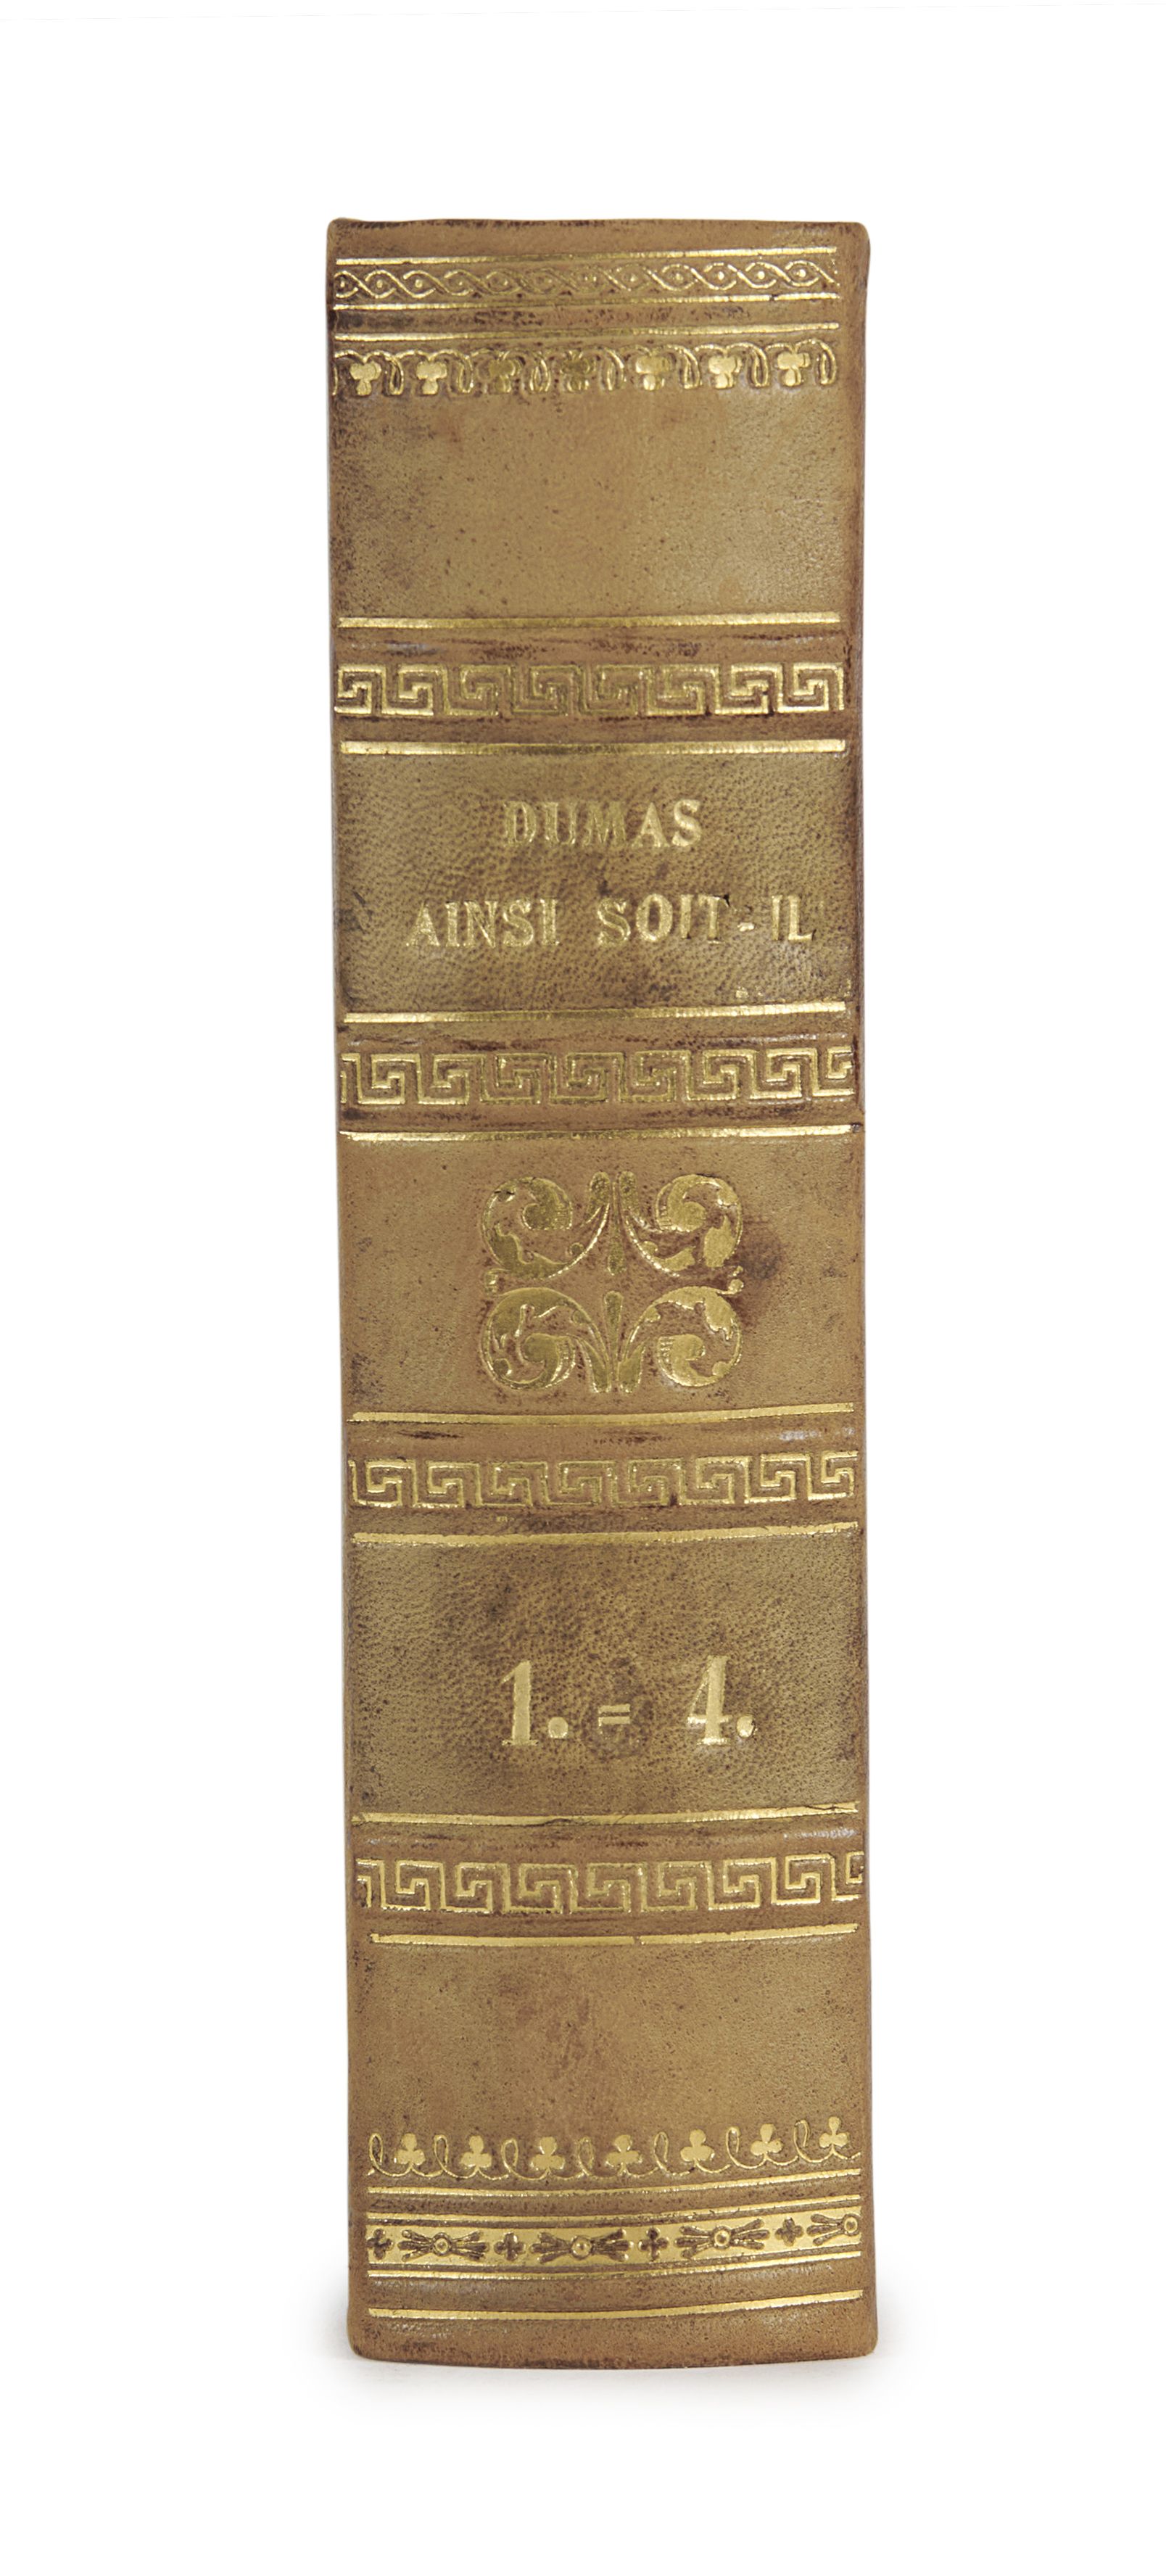 DUMAS
AINSI SOIT-IL
1. = 4.